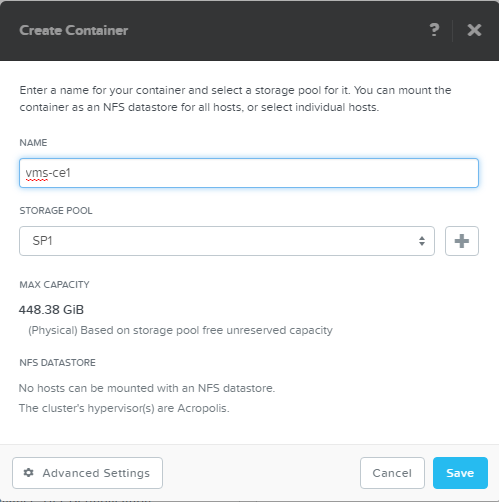 Create Container
?
Enter a name for your container and select a storage pool for it. You can mount the
container as an NFS datastore for all hosts, or select individual hosts.
NAME
vms-ce1
STORAGE POOL
SP1
MAX CAPACITY
448.38 GiB
(Physical) Based on storage pool free unreserved capacity
NFS DATASTORE
No hosts can be mounted with an NFS datastore.
The cluster's hypervisor(s) are Acropolis.
Advanced Settings
Cancel
Save